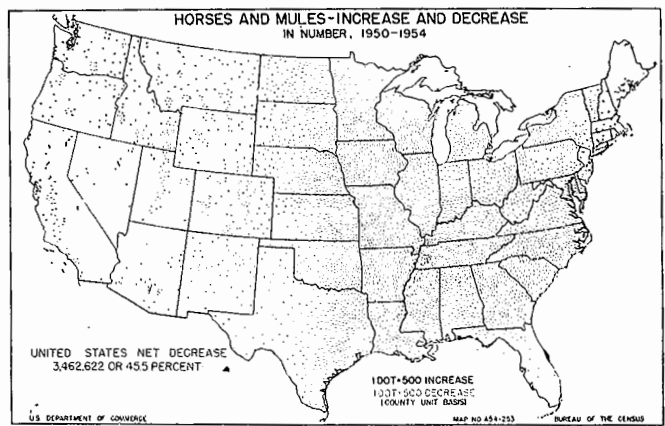 HORSES AND MULES-INCREASE AND DECREASE
IN NUMBER, 1950-1954
UNITED STATES NET DECREASE
3,462,622 OR 45.5 PERCENT
1 DOT=500 INCREASE
1 DOT=500 DECREASE
(COUNTY UNIT BASIS)
U.S. DEPARTMENT OF COMMERCE
MAP NO A54-253
BUREAU OF THE CENSUS